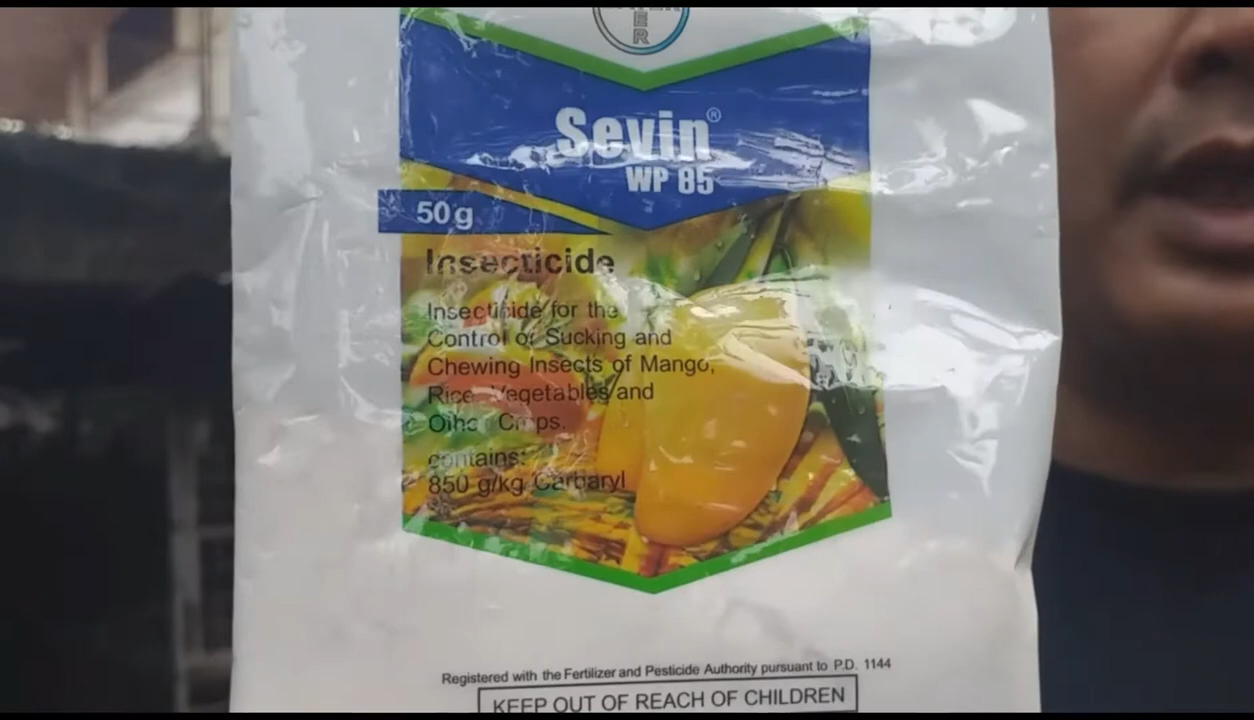 BAYER
E
R
Sevin®
WP 85
50 g
Insecticide
Insecticide for the
Control of Sucking and
Chewing Insects of Mango,
Rice, Vegetables and
Other Crops.
contains:
850 g/kg Carbaryl
Registered with the Fertilizer and Pesticide Authority pursuant to P.D. 1144
KEEP OUT OF REACH OF CHILDREN